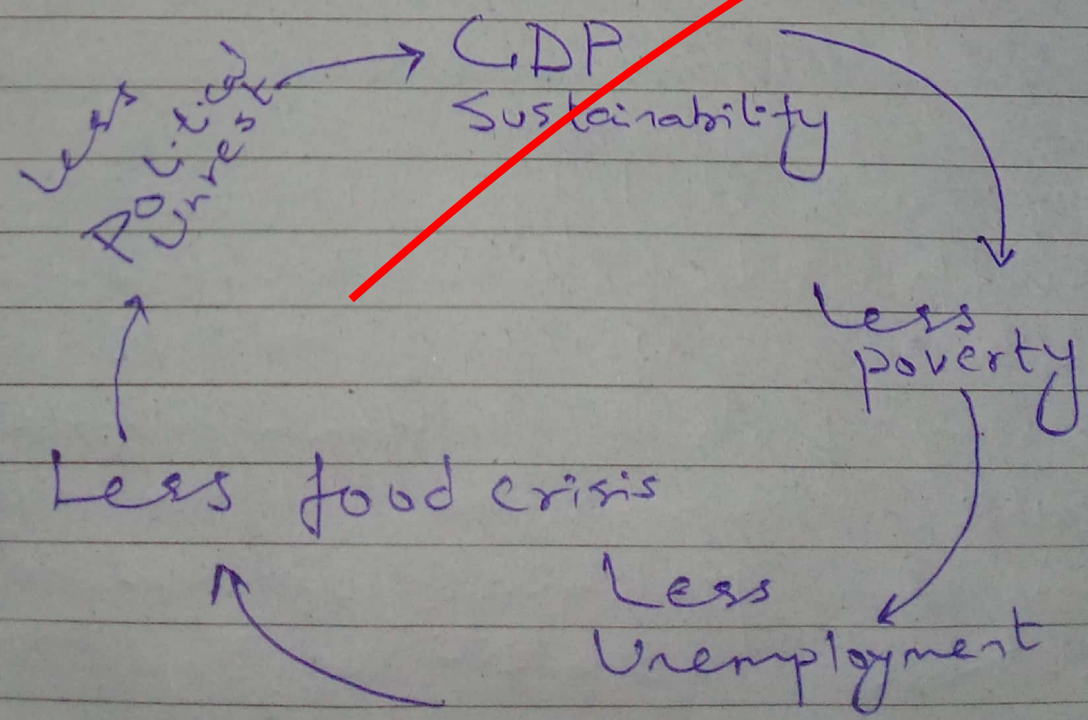 GDP
Sustainability
Less
poverty
Less
Unemployment
Less food crisis
Less
Political
Unrest